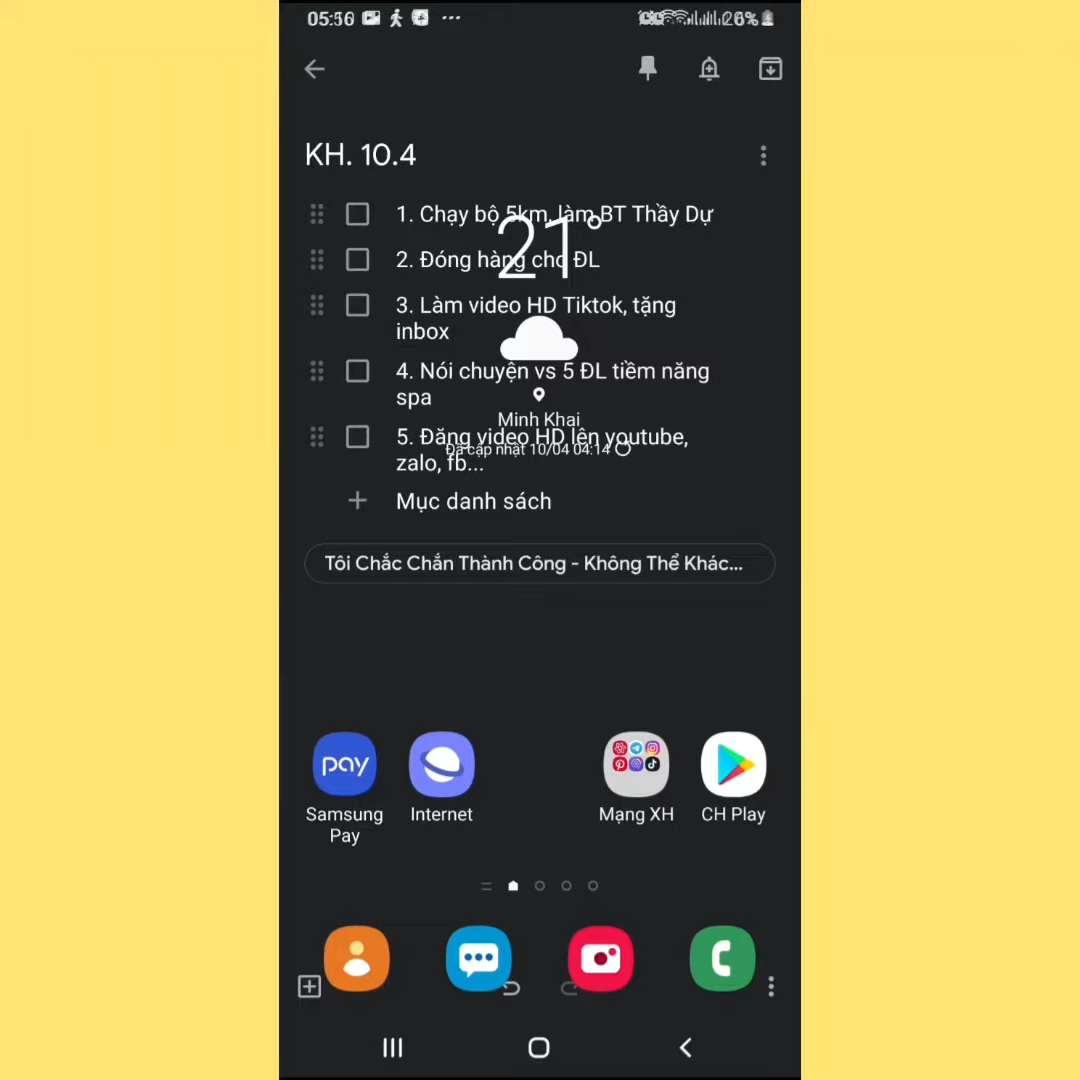 05:56
26%
KH. 10.4
1. Chạy bộ 5km, làm BT Thầy Dự
21°
2. Đóng hàng cho ĐL
3. Làm video HD Tiktok, tặng
inbox
4. Nói chuyện vs 5 ĐL tiềm năng
spa
Minh Khai
5. Đăng video HD lên youtube,
Đã cập nhật 10/04 04:14
zalo, fb...
Mục danh sách
Tôi Chắc Chắn Thành Công - Không Thể Khác...
pay
Samsung
Pay
Internet
Mạng XH
CH Play